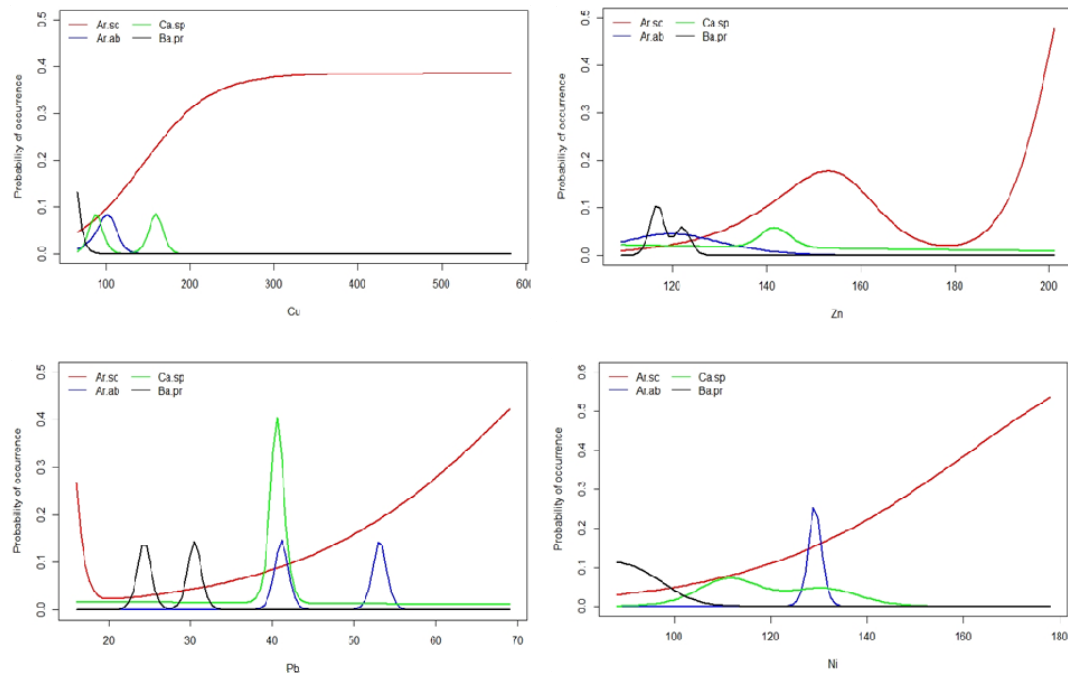 Ar.sc Ca.sp
Ar.ab Ba.pr
Probability of occurrence
0.0 0.1 0.2 0.3 0.4 0.5
100 200 300 400 500 600
Cu
Ar.sc Ca.sp
Ar.ab Ba.pr
Probability of occurrence
0.0 0.1 0.2 0.3 0.4 0.5
120 140 160 180 200
Zn
Ar.sc Ca.sp
Ar.ab Ba.pr
Probability of occurrence
0.0 0.1 0.2 0.3 0.4 0.5
20 30 40 50 60 70
Pb
Ar.sc Ca.sp
Ar.ab Ba.pr
Probability of occurrence
0.0 0.1 0.2 0.3 0.4 0.5 0.6
100 120 140 160 180
Ni